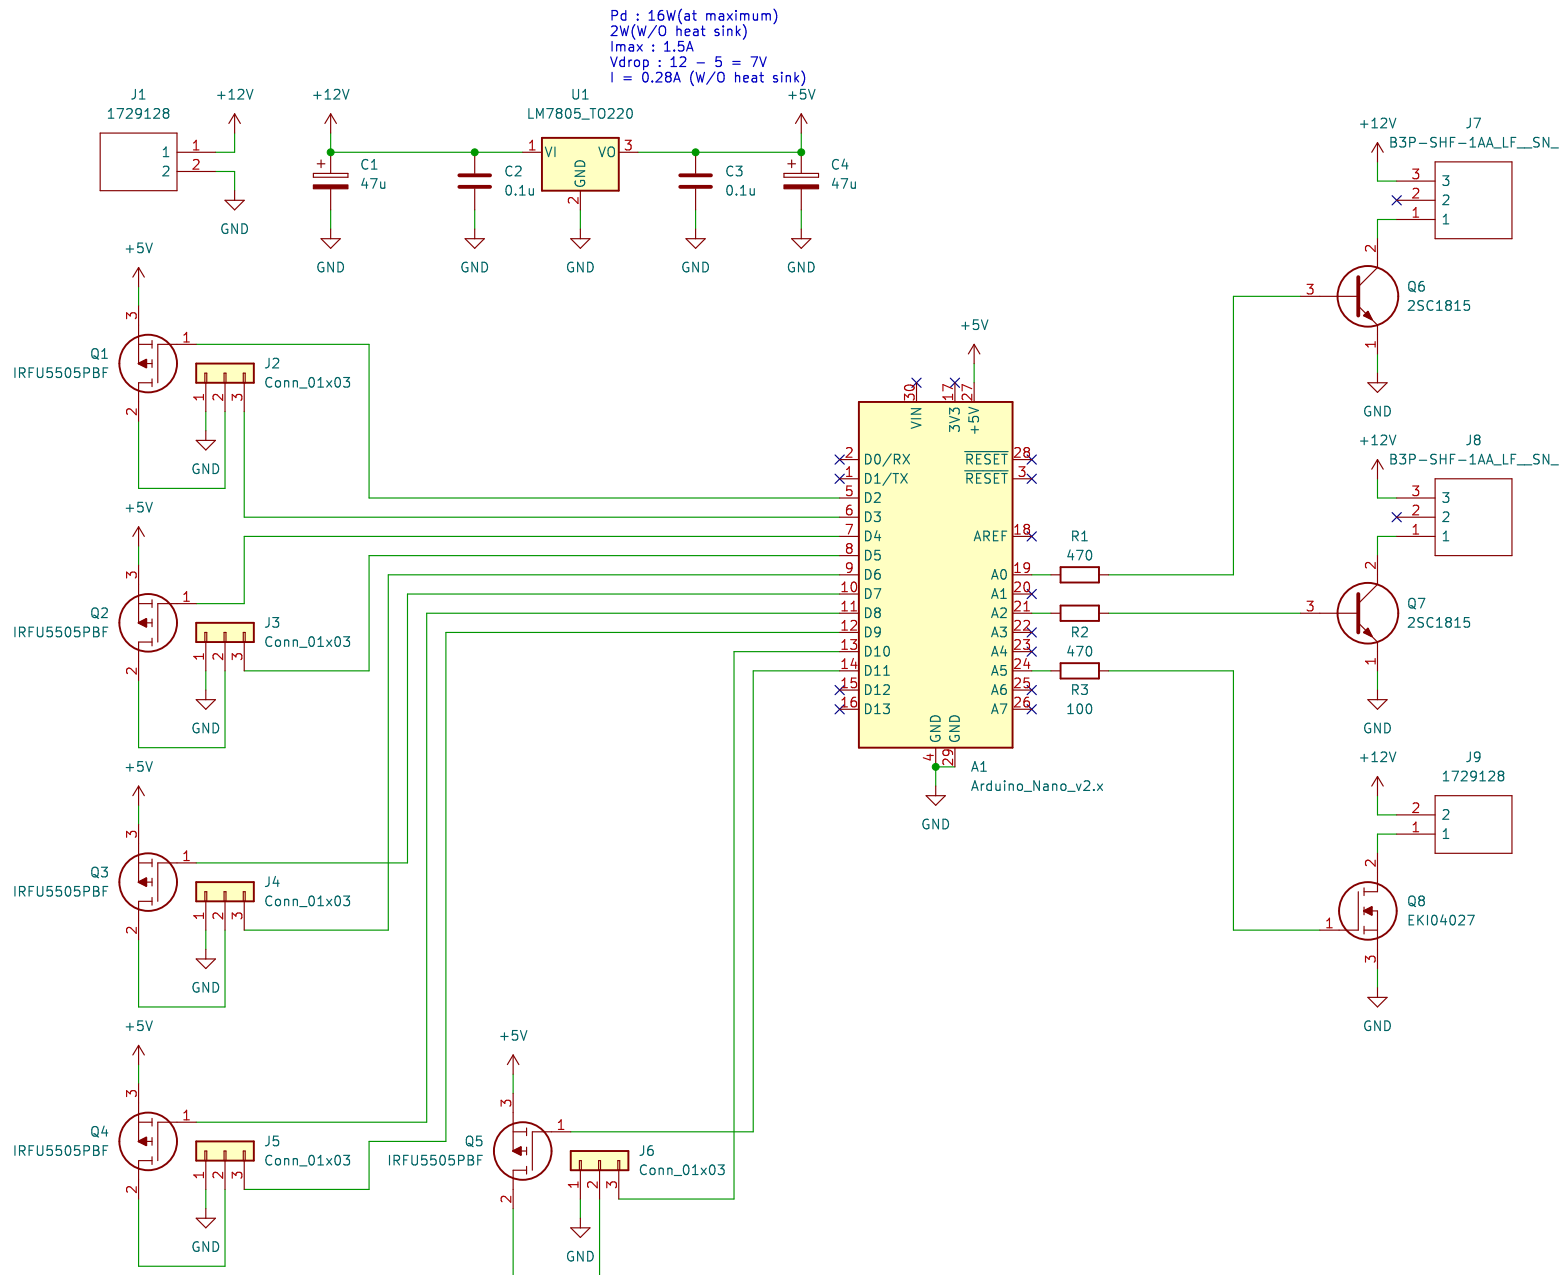 Pd : 16W(at maximum)
2W(W/O heat sink)
Imax : 1.5A
Vdrop : 12 - 5 = 7V
I = 0.28A (W/O heat sink)
J1
1729128
1
2
1
2
+12V
GND
+12V
C1
47u
GND
C2
0.1u
GND
U1
LM7805_TO220
1
VI
VO
3
GND
2
GND
C3
0.1u
GND
+5V
C4
47u
GND
+12V
J7
B3P-SHF-1AA_LF__SN_
3
2
1
3
2
1
2
3
Q6
2SC1815
1
GND
+5V
3
1
Q1
IRFU5505PBF
2
J2
Conn_01x03
1
2
3
GND
+5V
3
1
Q2
IRFU5505PBF
2
J3
Conn_01x03
1
2
3
GND
+5V
3
1
Q3
IRFU5505PBF
2
J4
Conn_01x03
1
2
3
GND
+5V
3
1
Q4
IRFU5505PBF
2
J5
Conn_01x03
1
2
3
GND
+5V
3
1
Q5
IRFU5505PBF
2
J6
Conn_01x03
1
2
3
GND
+5V
30
17
27
VIN
3V3
+5V
2
D0/RX
1
D1/TX
5
D2
6
D3
7
D4
8
D5
9
D6
10
D7
11
D8
12
D9
13
D10
14
D11
15
D12
16
D13
RESET
28
RESET
3
AREF
18
A0
19
A1
20
A2
21
A3
22
A4
23
A5
24
A6
25
A7
26
GND
GND
4
29
A1
Arduino_Nano_v2.x
GND
R1
470
R2
470
R3
100
+12V
J8
B3P-SHF-1AA_LF__SN_
3
2
1
3
2
1
2
3
Q7
2SC1815
1
GND
+12V
J9
1729128
2
1
2
1
2
Q8
EKI04027
1
3
GND